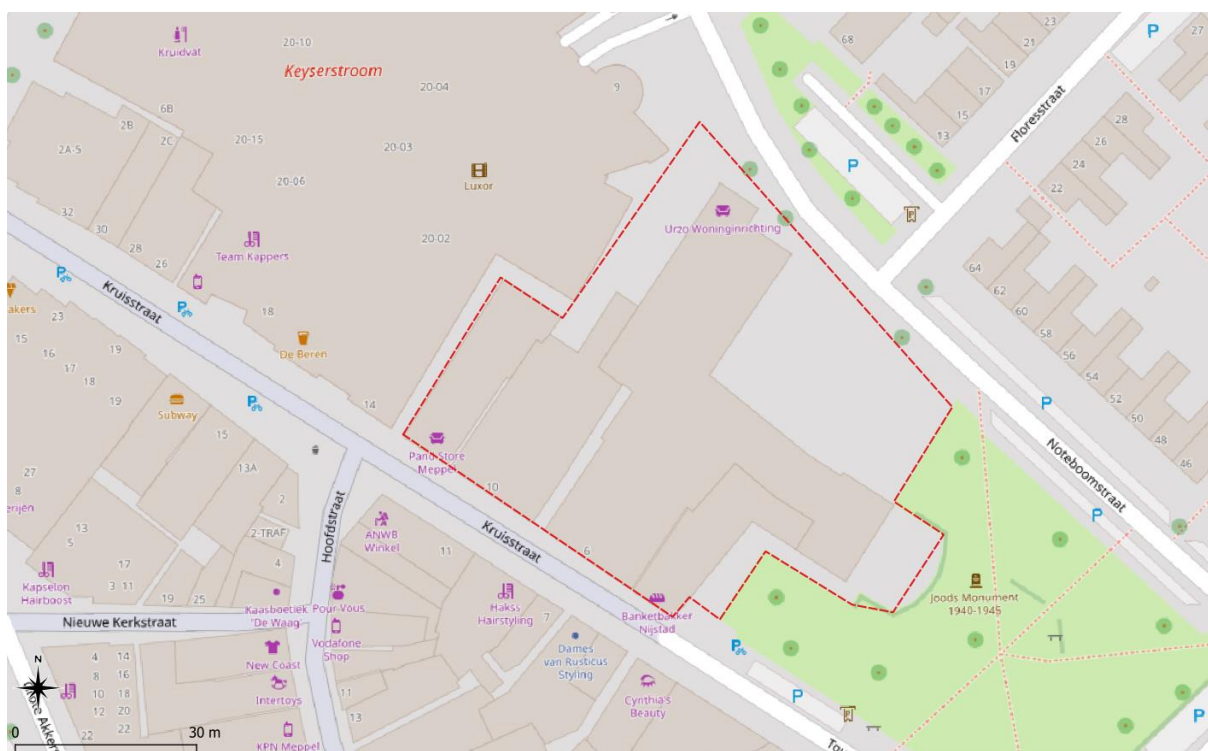 Kruidvat
20-10
Keyserstroom
20-04
9
68
23
21
19
17
15
13
27
P
Floresstraat
6B
2B
2C
2A-5
20-15
20-03
20-06
Luxor
20-02
28
26
24
22
P
P
Urzo Woninginrichting
32
30
28
26
Team Kappers
18
De Beren
14
P
P
P
Kruisstraat
akers
23
15
16
17
18
19
19
Subway
15
13A
2
27
8
erijen
13
5
64
62
60
58
56
54
52
50
48
46
P
P
Noteboomstraat
Pand Store
Meppel
10
Kruisstraat
6
Hoofdstraat
2-TRAF
4
ANWB
Winkel
11
Kapselon
Hairboost
17
3
11
19
25
Kaasboetiek
'De Waag'
Pour Vous
Hakss
Hairstyling
7
Banketbakker
Nijstad
P
Joods Monument
1940-1945
Nieuwe Kerkstraat
Vodafone
Shop
Dames
van Rusticus
Styling
New Coast
Intertoys
KPN Meppel
11
13
Cynthia's
Beauty
P
P
4
8
10
12
14
16
18
20
22
22
N
0
30 m